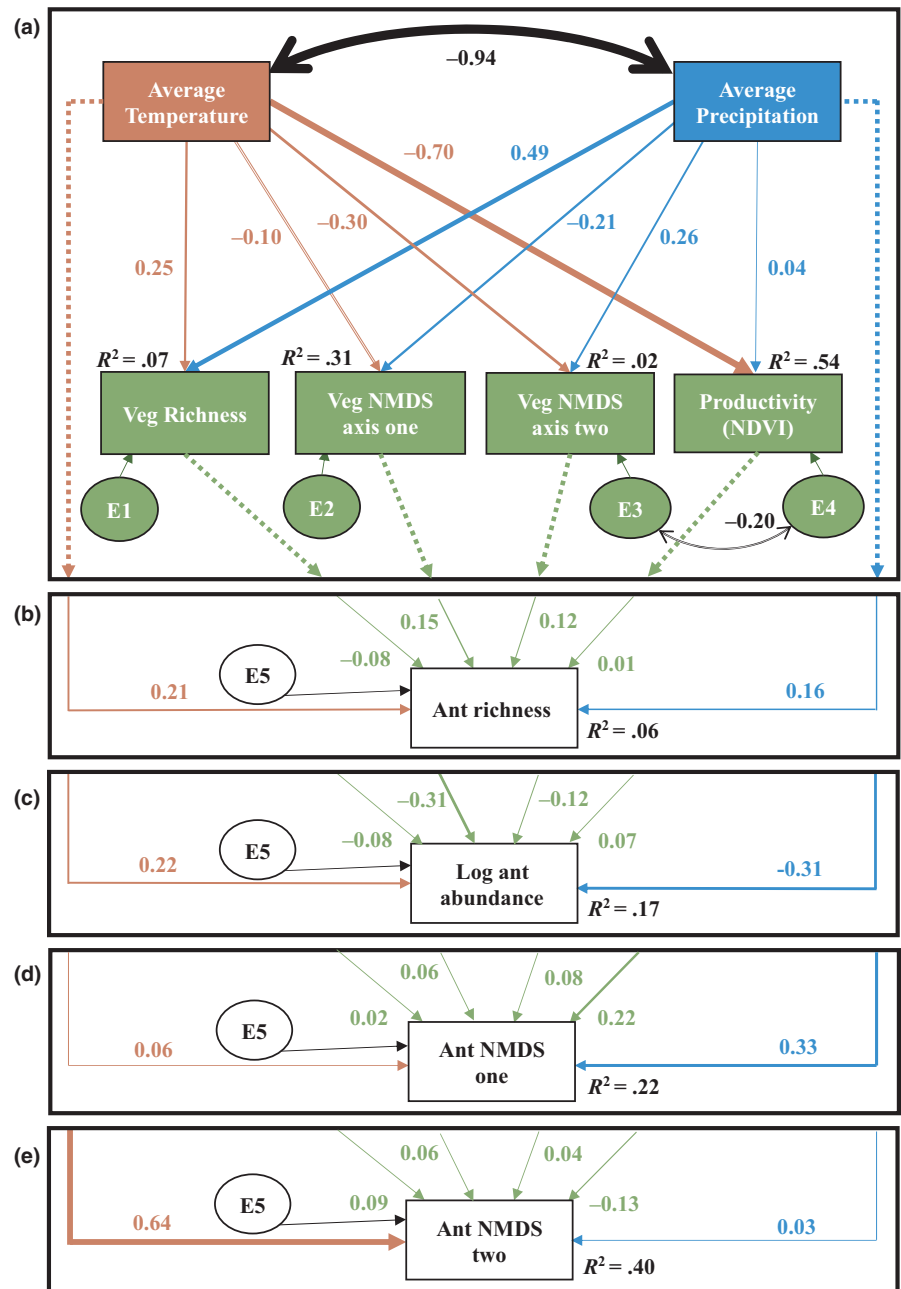 (a)
–0.94
Average
Temperature
Average
Precipitation
–0.70
0.49
–0.10
–0.30
–0.21
0.26
0.25
0.04
R² = .07
R² = .31
R² = .02
R² = .54
Veg Richness
Veg NMDS
axis one
Veg NMDS
axis two
Productivity
(NDVI)
E1
E2
E3
–0.20
E4
(b)
0.15
0.12
–0.08
0.01
E5
0.21
Ant richness
0.16
R² = .06
(c)
–0.31
–0.12
–0.08
0.07
E5
0.22
Log ant
abundance
-0.31
R² = .17
(d)
0.06
0.08
0.02
0.22
E5
0.06
Ant NMDS
one
0.33
R² = .22
(e)
0.06
0.04
0.09
–0.13
E5
0.64
Ant NMDS
two
0.03
R² = .40